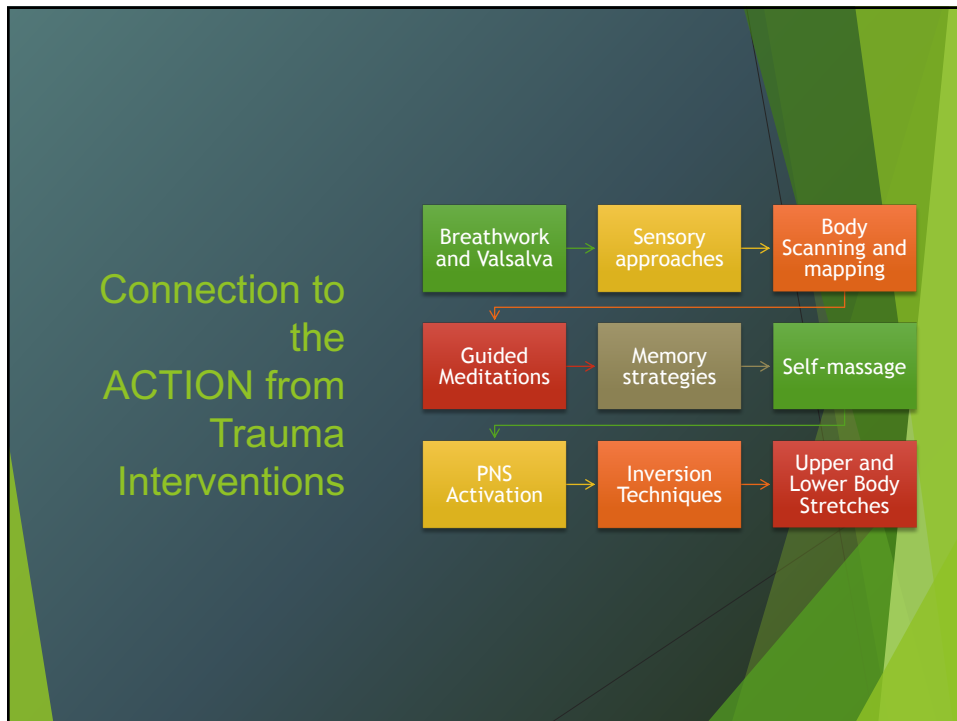 Connection to
the
ACTION from
Trauma
Interventions
Breathwork
and Valsalva
Sensory
approaches
Body
Scanning and
mapping
Guided
Meditations
Memory
strategies
Self-massage
PNS
Activation
Inversion
Techniques
Upper and
Lower Body
Stretches